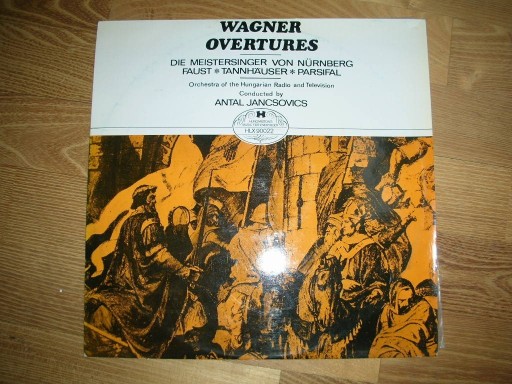 WAGNER
OVERTURES
DIE MEISTERSINGER VON NÜRNBERG
FAUST * TANNHÄUSER * PARSIFAL
Orchestra of the Hungarian Radio and Television
Conducted by
ANTAL JANCSOVICS
H
HLX 90022